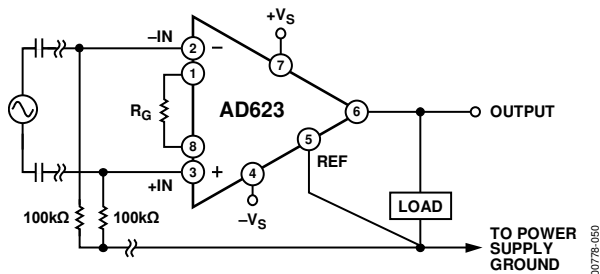 +VS
–IN
2
–
7
1
RG
AD623
6
OUTPUT
5
8
REF
3
+
4
+IN
–VS
LOAD
100kΩ
100kΩ
TO POWER
SUPPLY
GROUND
00778-050